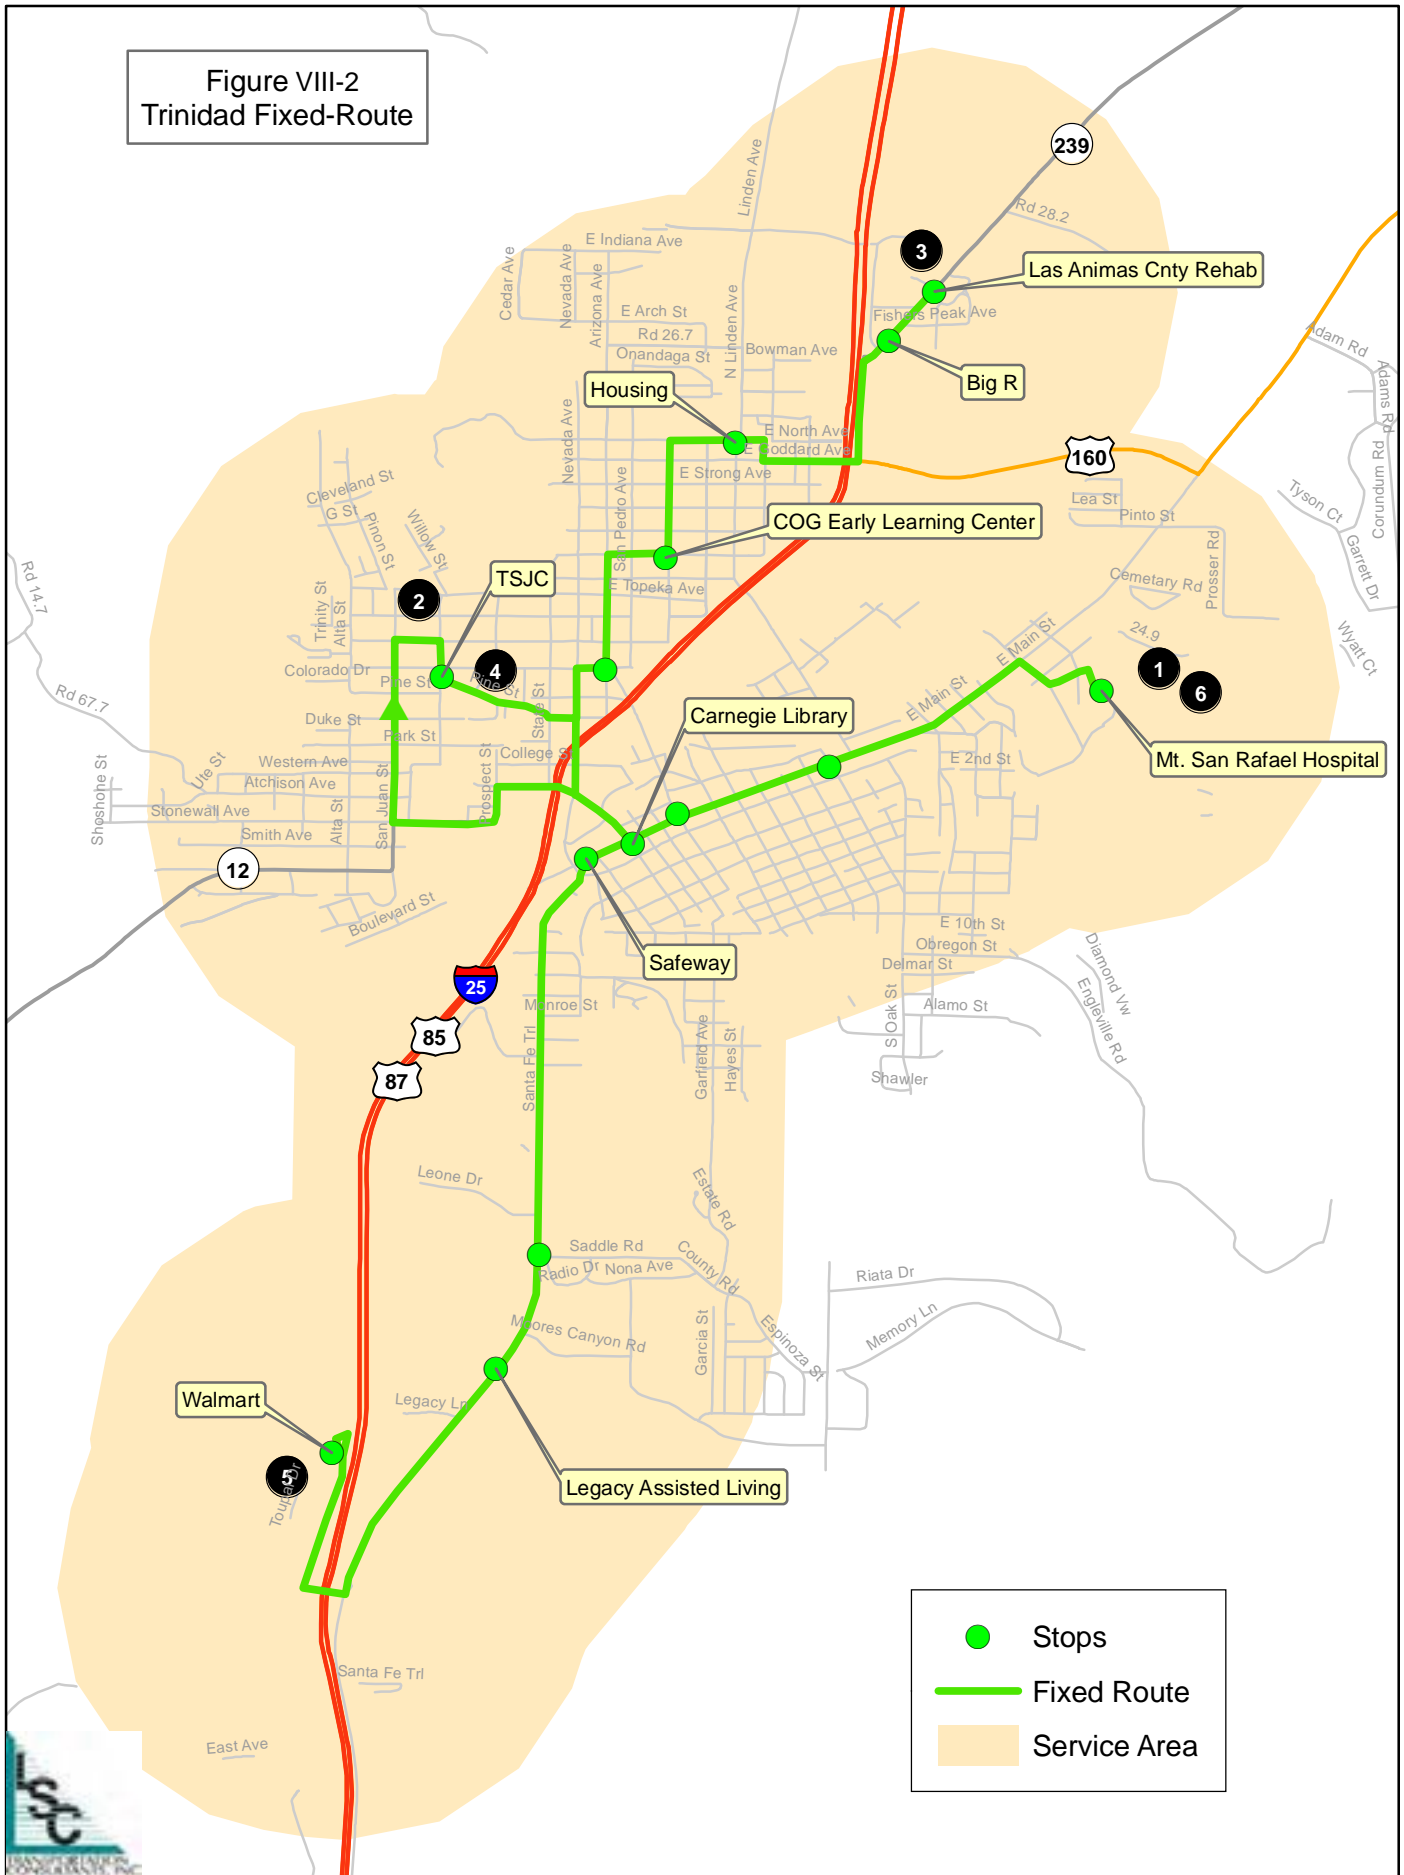 Figure VIII-2
Trinidad Fixed-Route
239
Linden Ave
Rd 28.2
3
E Indiana Ave
Las Animas Cnty Rehab
Cedar Ave
Nevada Ave
Arizona Ave
E Arch St
Fishers Peak Ave
Rd 26.7
N Linden Ave
Bowman Ave
Onandaga St
Adam Rd
Adams Rd
Housing
Big R
Nevada Ave
E North Ave
E Goddard Ave
160
Corundum Rd
E Strong Ave
Cleveland St
G St
Lea St
Tyson Ct
San Pedro Ave
Pinon St
Willow St
COG Early Learning Center
Pinto St
Prosser Rd
Garrett Dr
Rd 14.7
TSJC
E Topeka Ave
Cemetary Rd
2
Trinity St
Alta St
24.9
E Main St
Wyatt Ct
Colorado Dr
4
1
6
Pine St
Pine St
Rd 67.7
State St
E Main St
Carnegie Library
Duke St
Park St
College S
E 2nd St
Mt. San Rafael Hospital
Western Ave
Ute St
Atchison Ave
Shoshone St
San Juan St
Prospect St
Stonewall Ave
Smith Ave
Alta St
12
Boulevard St
E 10th St
Obregon St
Diamond Vw
Safeway
Delmar St
25
Engleville Rd
Monroe St
S Oak St
Alamo St
85
Santa Fe Trl
Garfield Ave
Hayes St
87
Shawler
Leone Dr
Estate Rd
Saddle Rd
County Rd
Radio Dr
Nona Ave
Riata Dr
Moores Canyon Rd
Garcia St
Espinoza St
Memory Ln
Walmart
Legacy Ln
5
Toupal Dr
Legacy Assisted Living
Stops
Fixed Route
Service Area
Santa Fe Trl
East Ave
LSC
TRANSPORTATION
CONSULTANTS, INC.